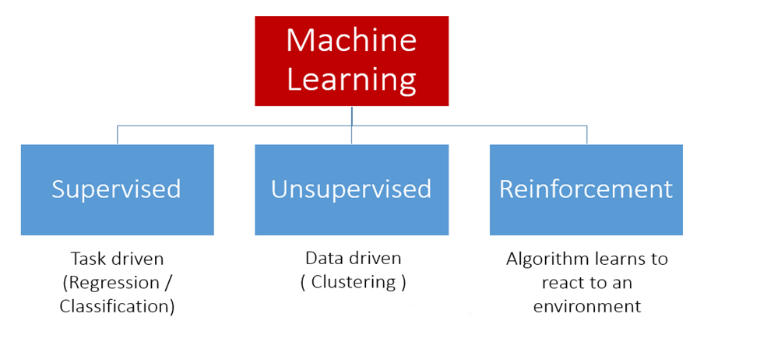 Machine
Learning
Supervised
Unsupervised
Reinforcement
Task driven
(Regression /
Classification)
Data driven
( Clustering )
Algorithm learns to
react to an
environment